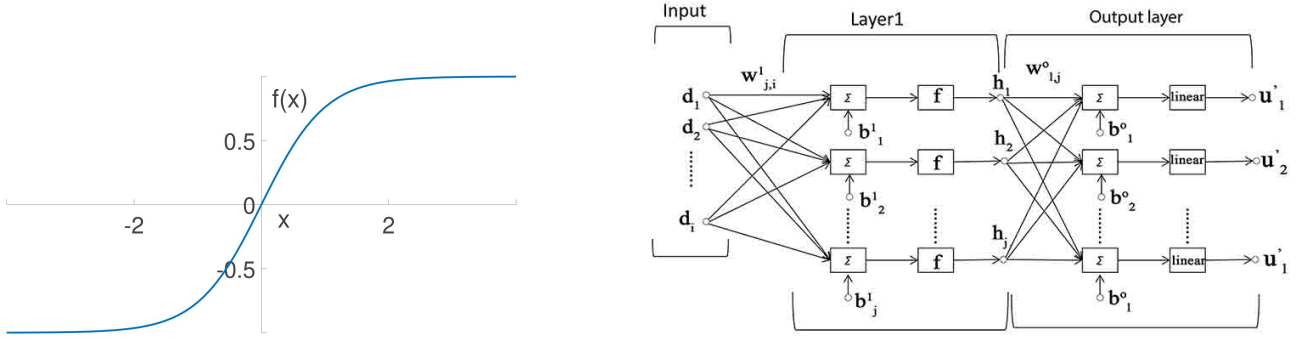 f(x)
0.5
0
-2
x
2
-0.5
Input
Layer1
Output layer
w¹j,i
wᵒ1,j
d1
Σ
f
h1
Σ
linear
u'1
b¹1
bᵒ1
d2
Σ
f
h2
Σ
linear
u'2
b¹2
bᵒ2
di
Σ
f
hj
Σ
linear
u'1
b¹j
bᵒ1